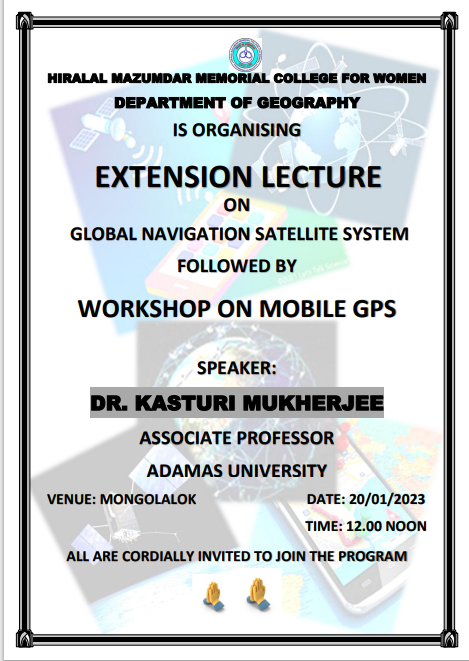 HIRALAL MAZUMDAR MEMORIAL COLLEGE FOR WOMEN
DEPARTMENT OF GEOGRAPHY
IS ORGANISING
EXTENSION LECTURE
ON
GLOBAL NAVIGATION SATELLITE SYSTEM
FOLLOWED BY
WORKSHOP ON MOBILE GPS
SPEAKER:
DR. KASTURI MUKHERJEE
ASSOCIATE PROFESSOR
ADAMAS UNIVERSITY
VENUE: MONGOLALOK DATE: 20/01/2023
TIME: 12.00 NOON
ALL ARE CORDIALLY INVITED TO JOIN THE PROGRAM